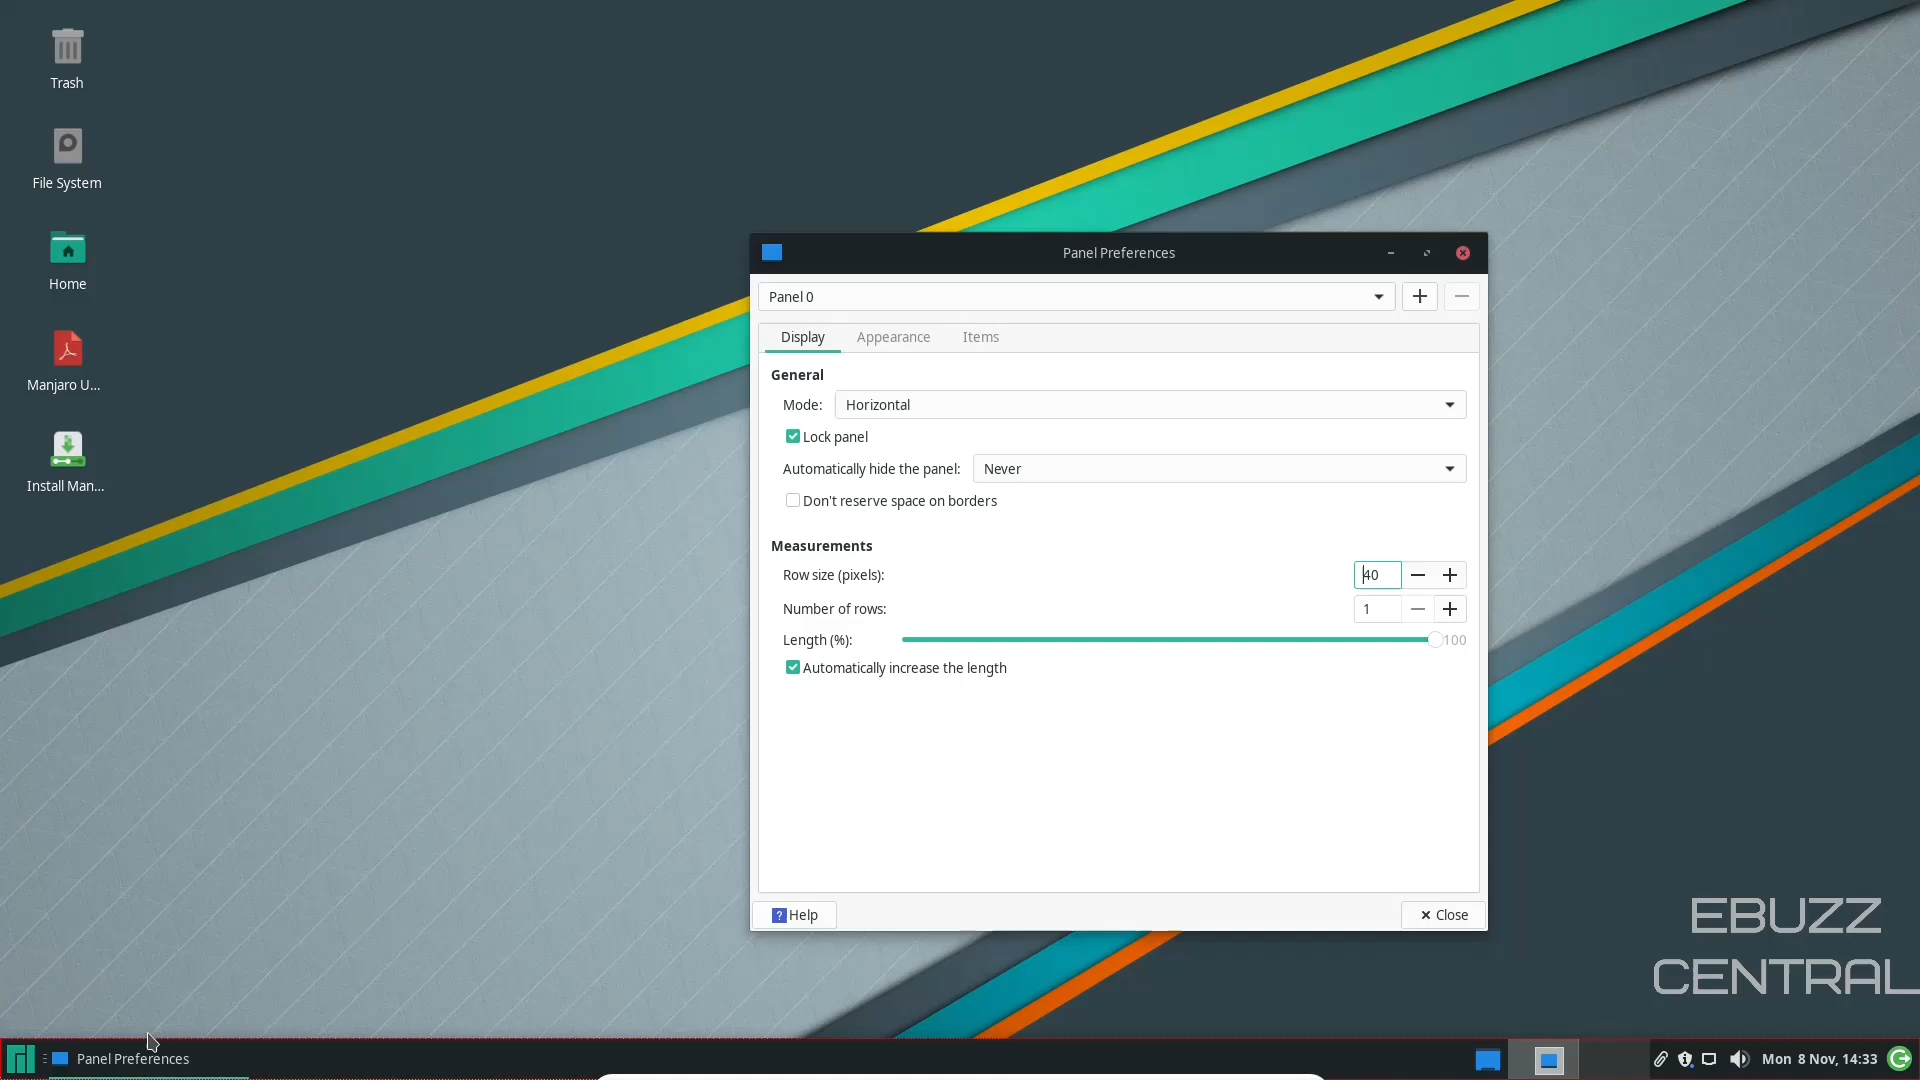 Trash
File System
Home
Manjaro U...
Install Man...
Panel Preferences
Panel 0
Display
Appearance
Items
General
Mode:
Horizontal
Lock panel
Automatically hide the panel:
Never
Don't reserve space on borders
Measurements
Row size (pixels):
40
Number of rows:
1
Length (%):
100
Automatically increase the length
Help
Close
EBUZZ
CENTRAL
Panel Preferences
Mon 8 Nov, 14:33